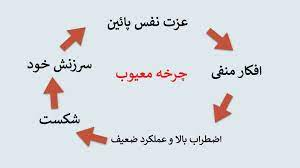 عزت نفس پائین
افکار منفی
سرزنش خود
چرخه معیوب
شکست
اضطراب بالا و عملکرد ضعیف